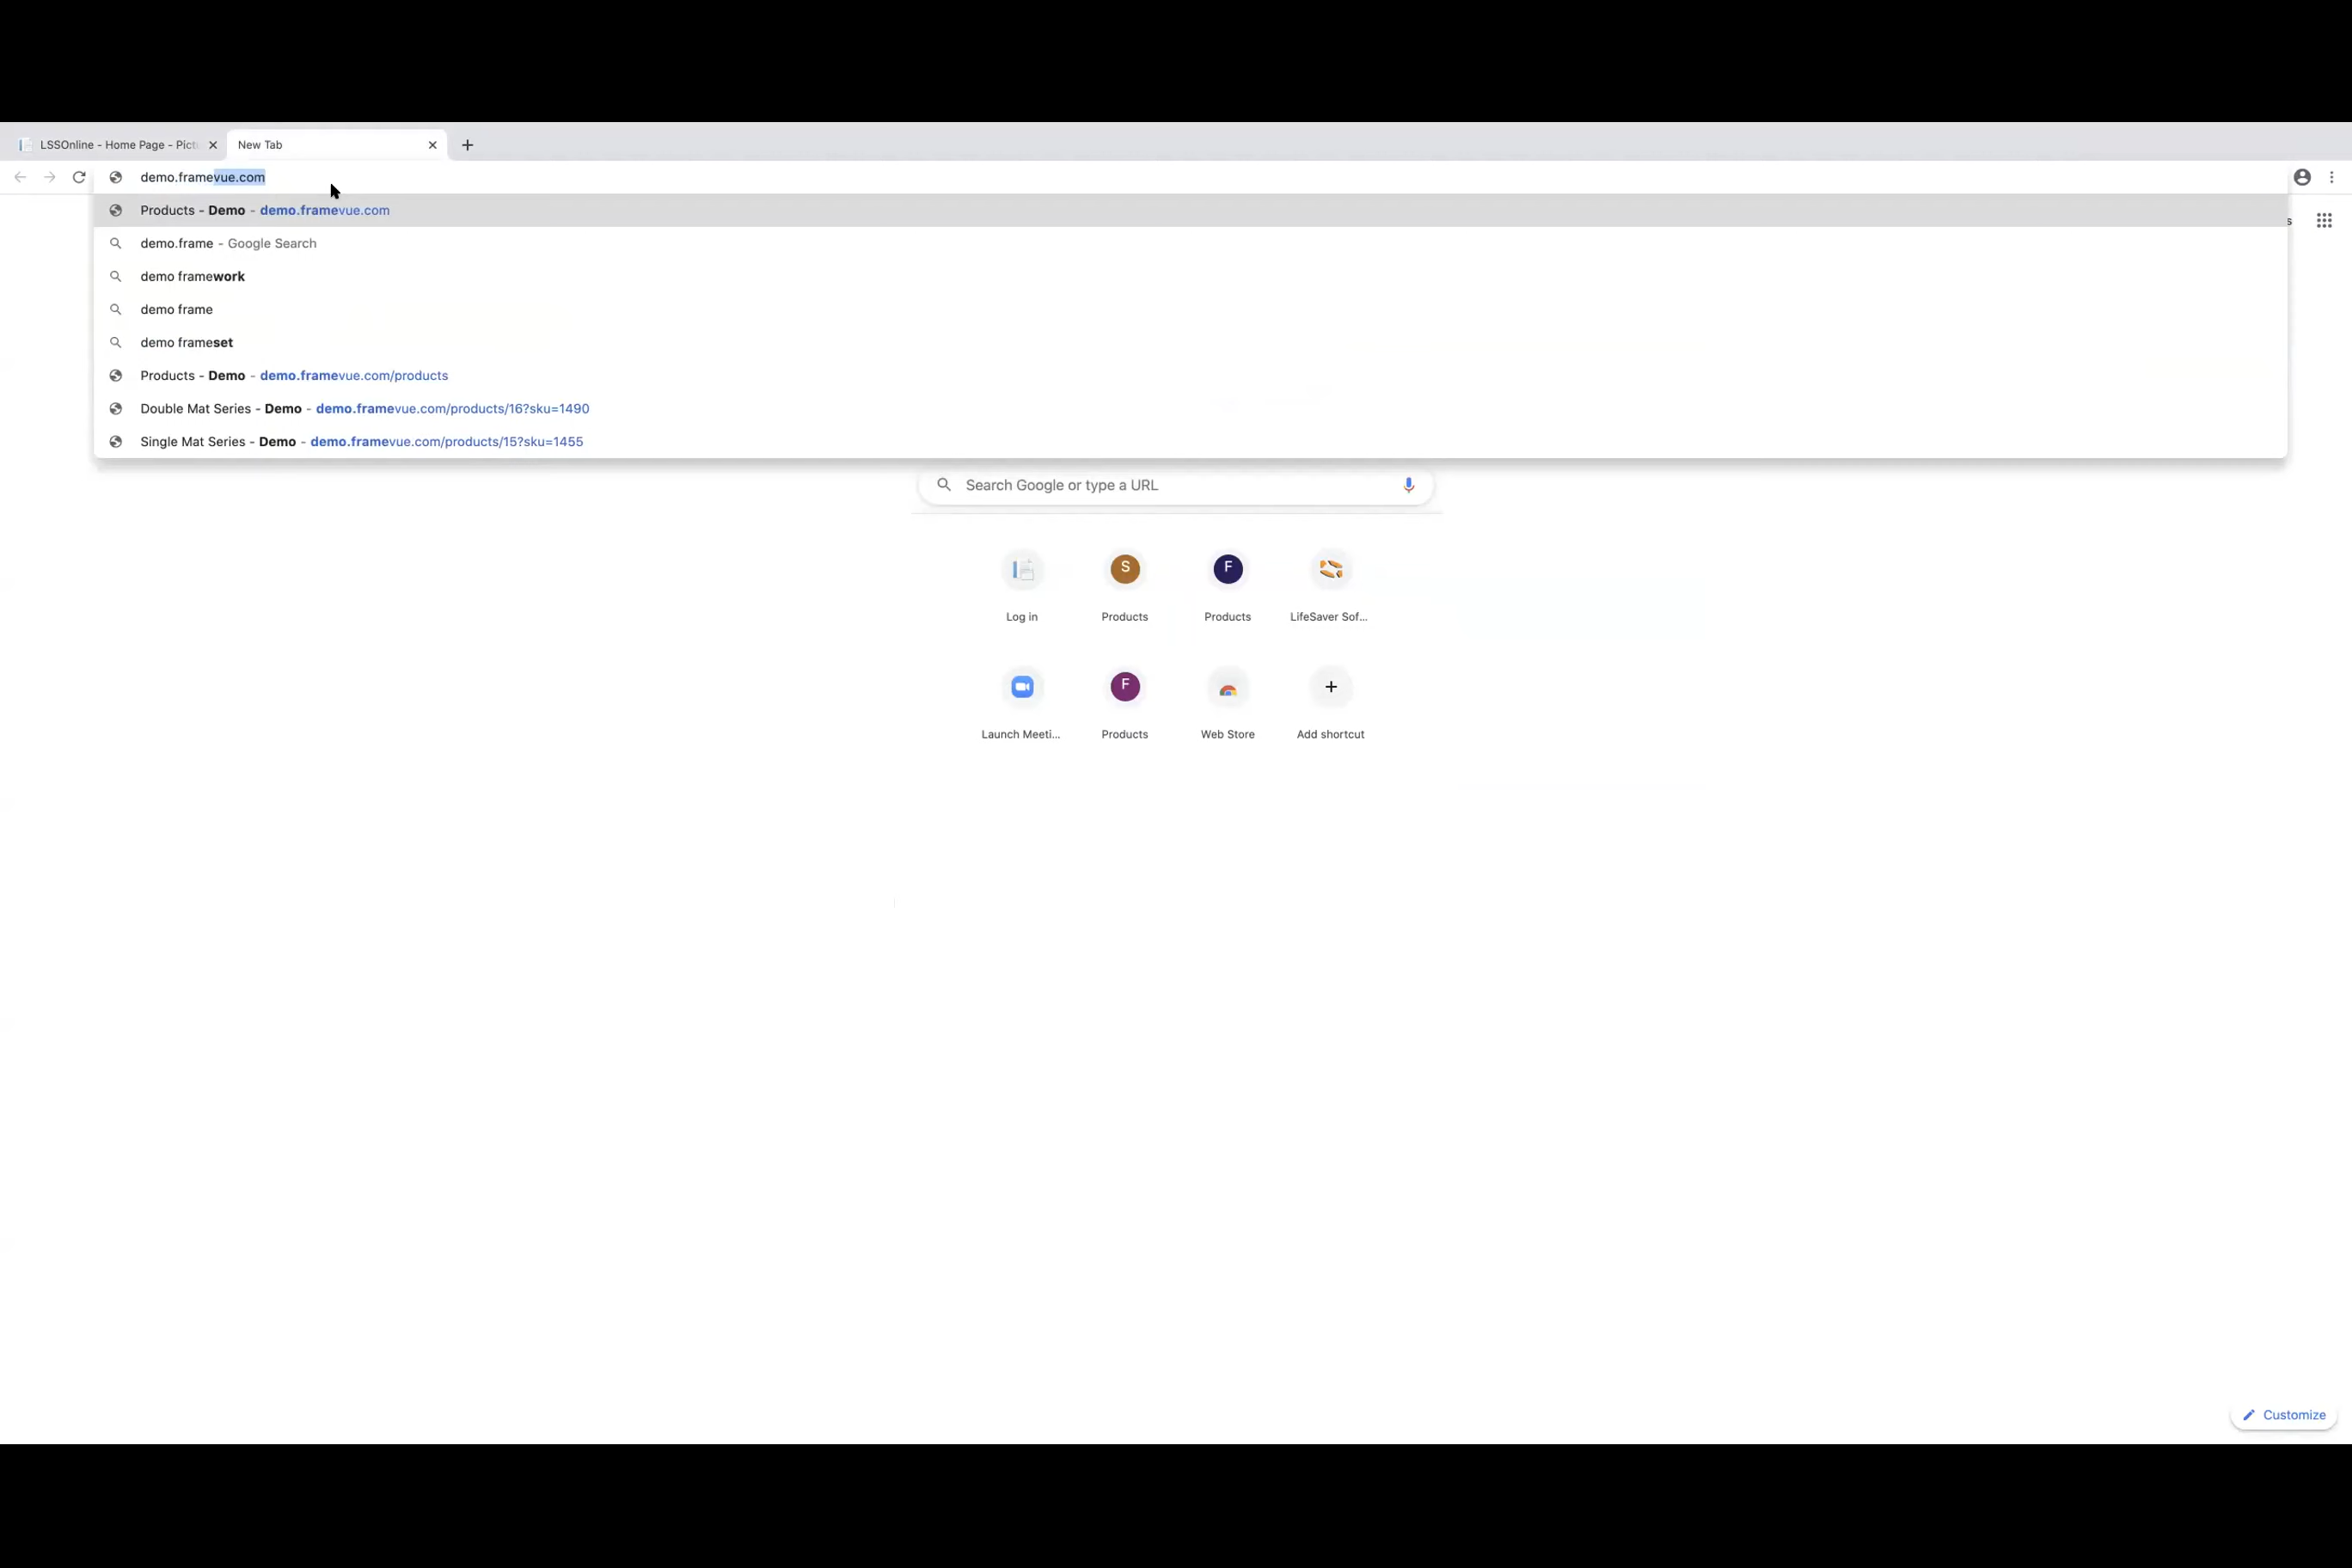 LSSOnline - Home Page - Pict
New Tab
demo.framevue.com
Products - Demo - demo.framevue.com
s
demo.frame - Google Search
demo framework
demo frame
demo frameset
Products - Demo - demo.framevue.com/products
Double Mat Series - Demo - demo.framevue.com/products/16?sku=1490
Single Mat Series - Demo - demo.framevue.com/products/15?sku=1455
Search Google or type a URL
S F
Log in Products Products LifeSaver Sof...
F
Launch Meeti... Products Web Store Add shortcut
Customize